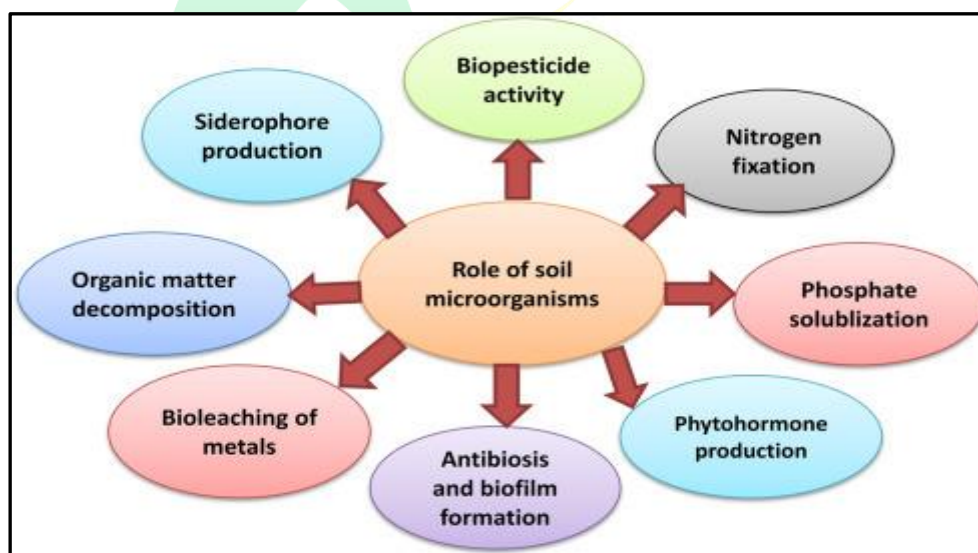 Biopesticide
activity
Siderophore
production
Nitrogen
fixation
Organic matter
decomposition
Role of soil
microorganisms
Phosphate
solublization
Bioleaching of
metals
Phytohormone
production
Antibiosis
and biofilm
formation